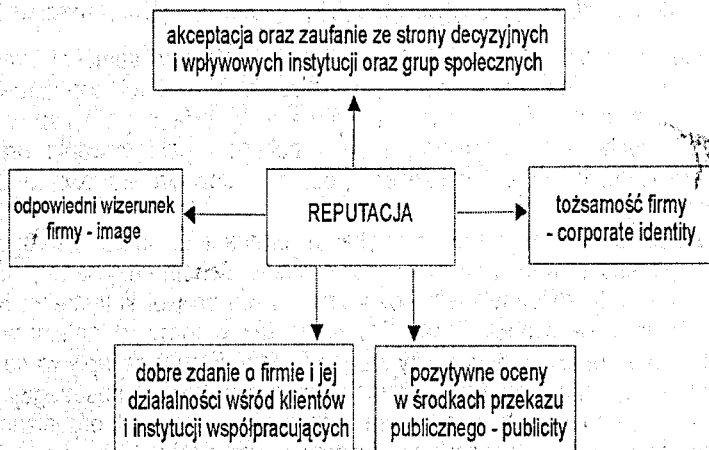 akceptacja oraz zaufanie ze strony decyzyjnych
i wpływowych instytucji oraz grup społecznych
odpowiedni wizerunek
firmy - image
REPUTACJA
tożsamość firmy
- corporate identity
dobre zdanie o firmie i jej
działalności wśród klientów
i instytucji współpracujących
pozytywne oceny
w środkach przekazu
publicznego - publicity